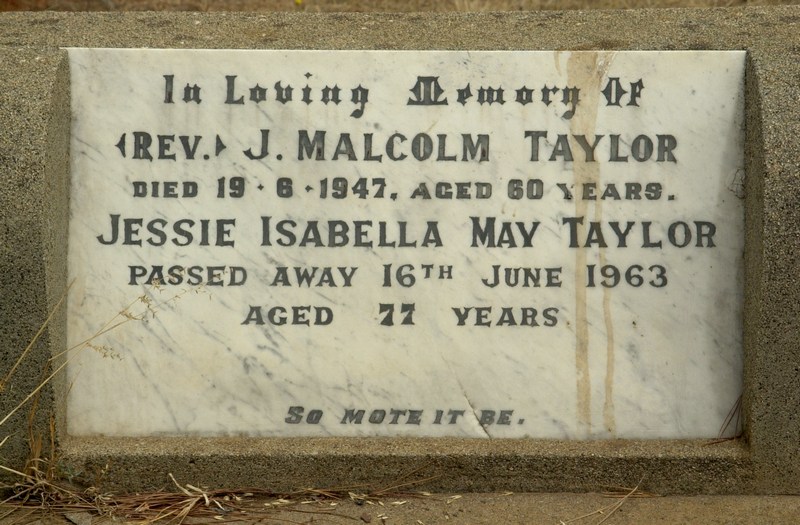 In Loving Memory Of
(REV.) J. MALCOLM TAYLOR
DIED 19·6·1947. AGED 60 YEARS.
JESSIE ISABELLA MAY TAYLOR
PASSED AWAY 16TH JUNE 1963
AGED 77 YEARS
SO MOTE IT BE.